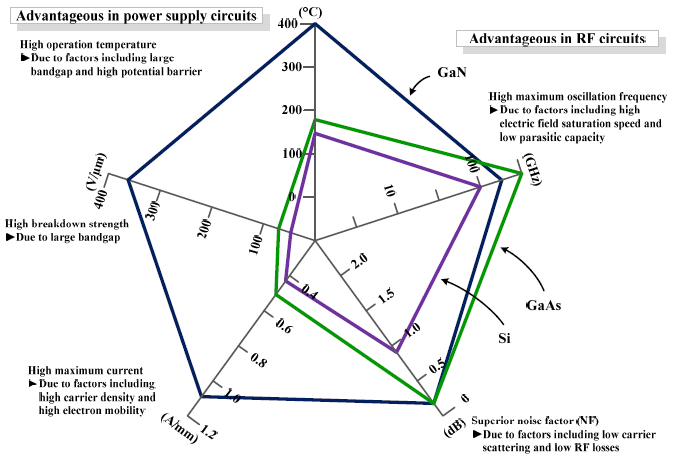 Advantageous in power supply circuits
High operation temperature
►Due to factors including large
bandgap and high potential barrier
(°C)
400
300
200
100
0
Advantageous in RF circuits
GaN
High maximum oscillation frequency
►Due to factors including high
electric field saturation speed and
low parasitic capacity
(GHz)
100
10
(V/μm)
400
300
200
100
High breakdown strength
►Due to large bandgap
GaAs
Si
2.0
1.5
1.0
0.5
0
(dB)
0.4
0.6
0.8
1.0
1.2
(A/mm)
High maximum current
►Due to factors including
high carrier density and
high electron mobility
Superior noise factor (NF)
►Due to factors including low carrier
scattering and low RF losses